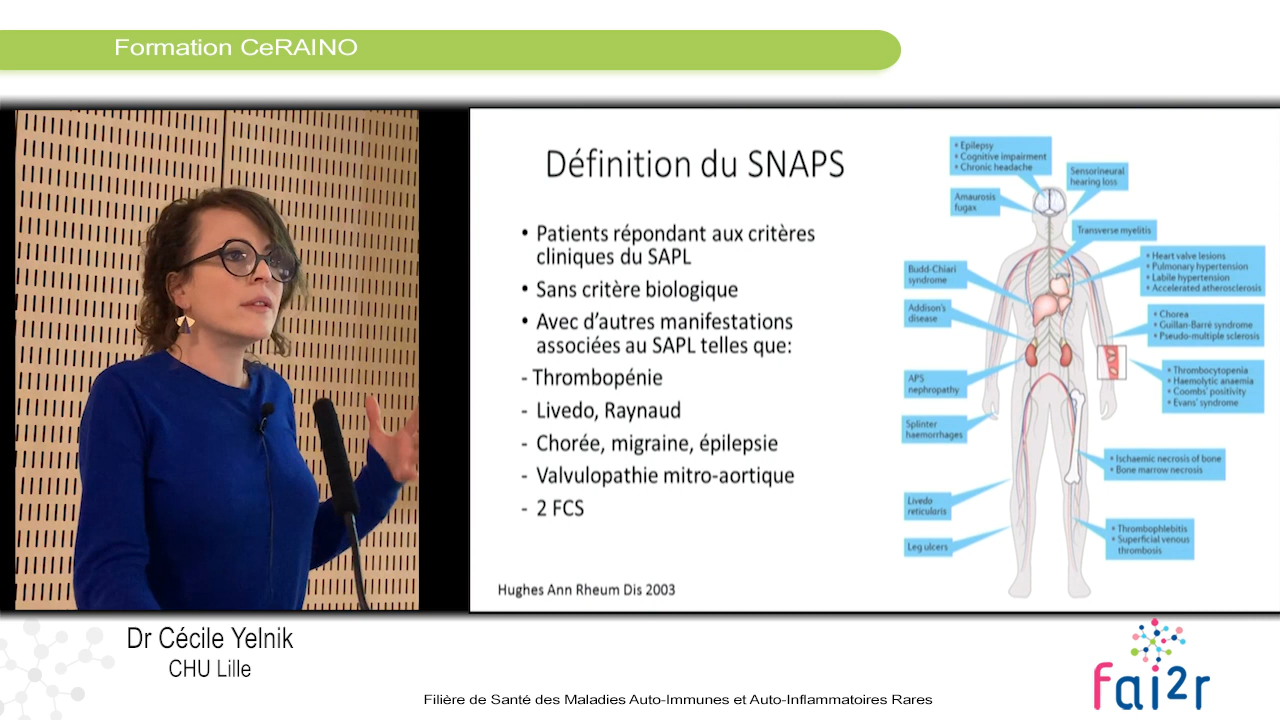 Formation CeRAINO
Définition du SNAPS
• Patients répondant aux critères
cliniques du SAPL
• Sans critère biologique
• Avec d'autres manifestations
associées au SAPL telles que:
- Thrombopénie
- Livedo, Raynaud
- Chorée, migraine, épilepsie
- Valvulopathie mitro-aortique
- 2 FCS
Hughes Ann Rheum Dis 2003
• Epilepsy
• Cognitive impairment
• Chronic headache
Sensorineural
hearing loss
Amaurosis
fugax
Transverse myelitis
• Heart valve lesions
• Pulmonary hypertension
• Labile hypertension
• Accelerated atherosclerosis
Budd-Chiari
syndrome
Addison's
disease
• Chorea
• Guillan-Barré syndrome
• Pseudo-multiple sclerosis
APS
nephropathy
• Thrombocytopenia
• Haemolytic anaemia
• Coombs' positivity
• Evans' syndrome
Splinter
haemorrhages
• Ischaemic necrosis of bone
• Bone marrow necrosis
Livedo
reticularis
• Thrombophlebitis
• Superficial venous
thrombosis
Leg ulcers
Dr Cécile Yelnik
CHU Lille
Filière de Santé des Maladies Auto-Immunes et Auto-Inflammatoires Rares
fai2r